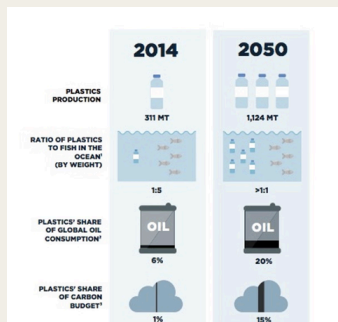 2014
2050
PLASTICS
PRODUCTION
311 MT
1,124 MT
RATIO OF PLASTICS
TO FISH IN THE
OCEAN¹
(BY WEIGHT)
1:5
>1:1
PLASTICS' SHARE
OF GLOBAL OIL
CONSUMPTION²
OIL
OIL
6%
20%
PLASTICS' SHARE
OF CARBON
BUDGET³
1%
15%